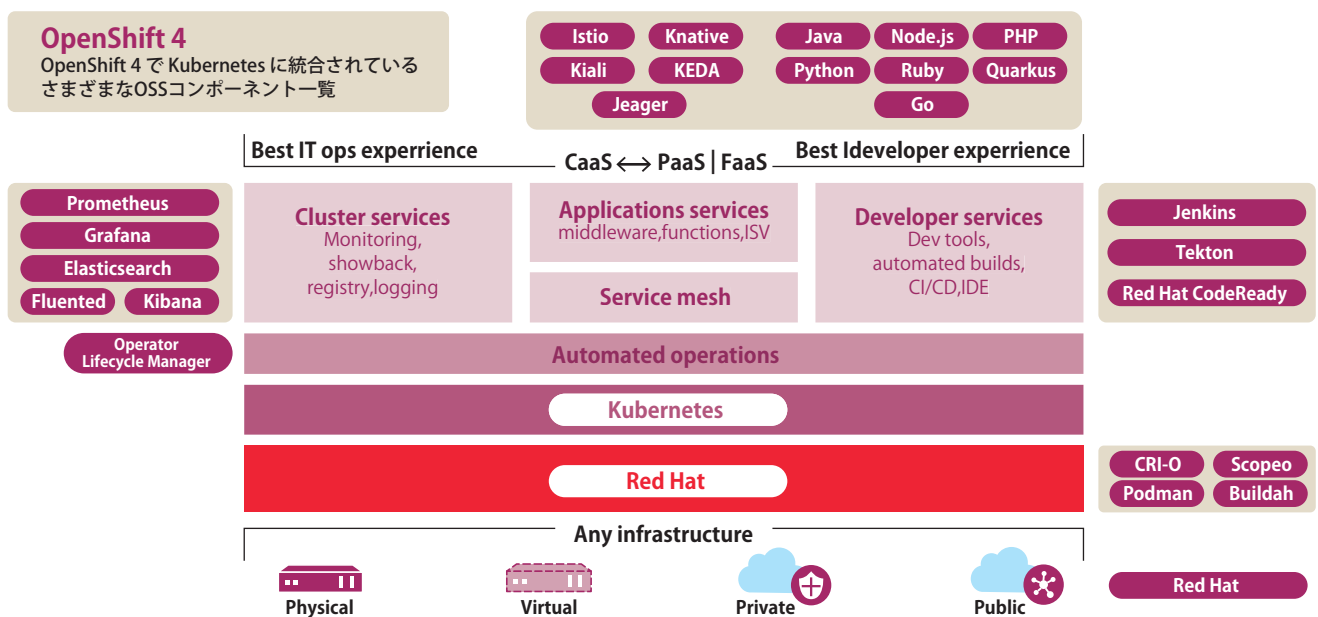 OpenShift 4
OpenShift 4 で Kubernetes に統合されている
さまざまなOSSコンポーネント一覧
Istio
Knative
Java
Node.js
PHP
Kiali
KEDA
Python
Ruby
Quarkus
Jeager
Go
Best IT ops experrience
CaaS ↔ PaaS | FaaS
Best Ideveloper experrience
Prometheus
Grafana
Elasticsearch
Fluented
Kibana
Cluster services
Monitoring,
showback,
registry,logging
Applications services
middleware,functions,ISV
Service mesh
Developer services
Dev tools,
automated builds,
CI/CD,IDE
Jenkins
Tekton
Red Hat CodeReady
Operator
Lifecycle Manager
Automated operations
Kubernetes
Red Hat
CRI-O
Scopeo
Podman
Buildah
Any infrastructure
Physical
Virtual
Private
Public
Red Hat